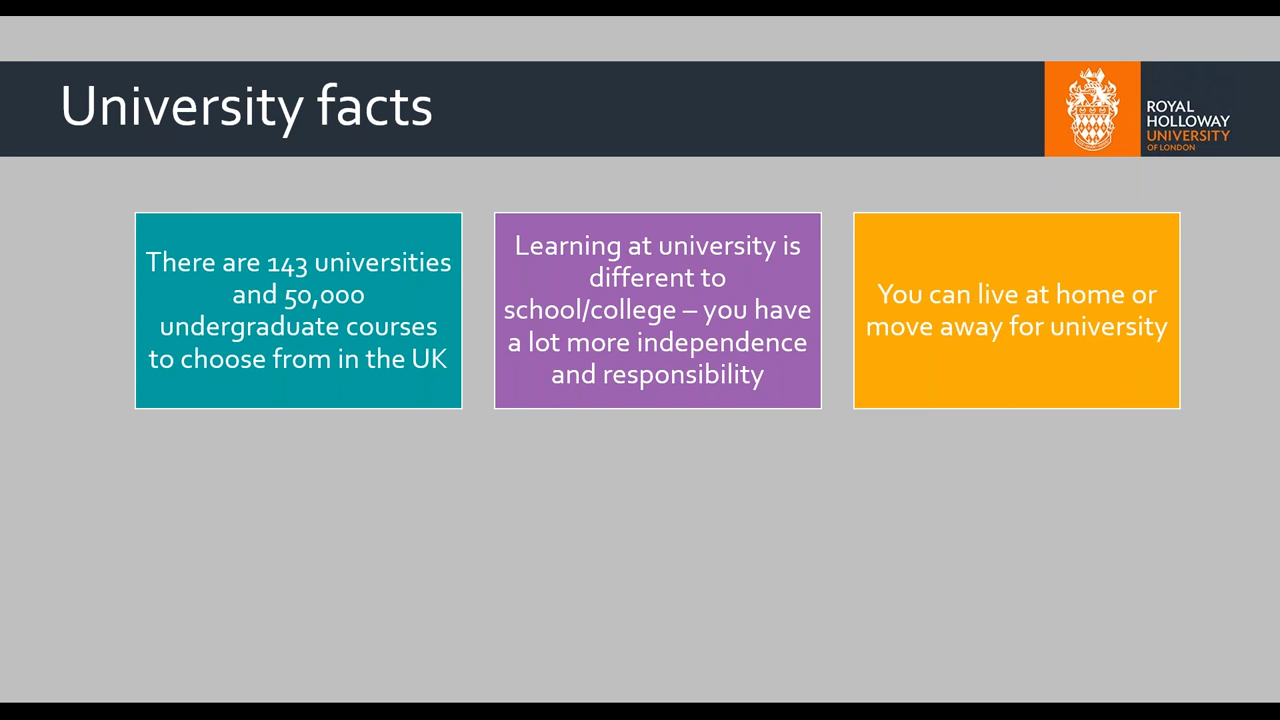 University facts
ROYAL
HOLLOWAY
UNIVERSITY
OF LONDON
There are 143 universities
and 50,000
undergraduate courses
to choose from in the UK
Learning at university is
different to
school/college – you have
a lot more independence
and responsibility
You can live at home or
move away for university